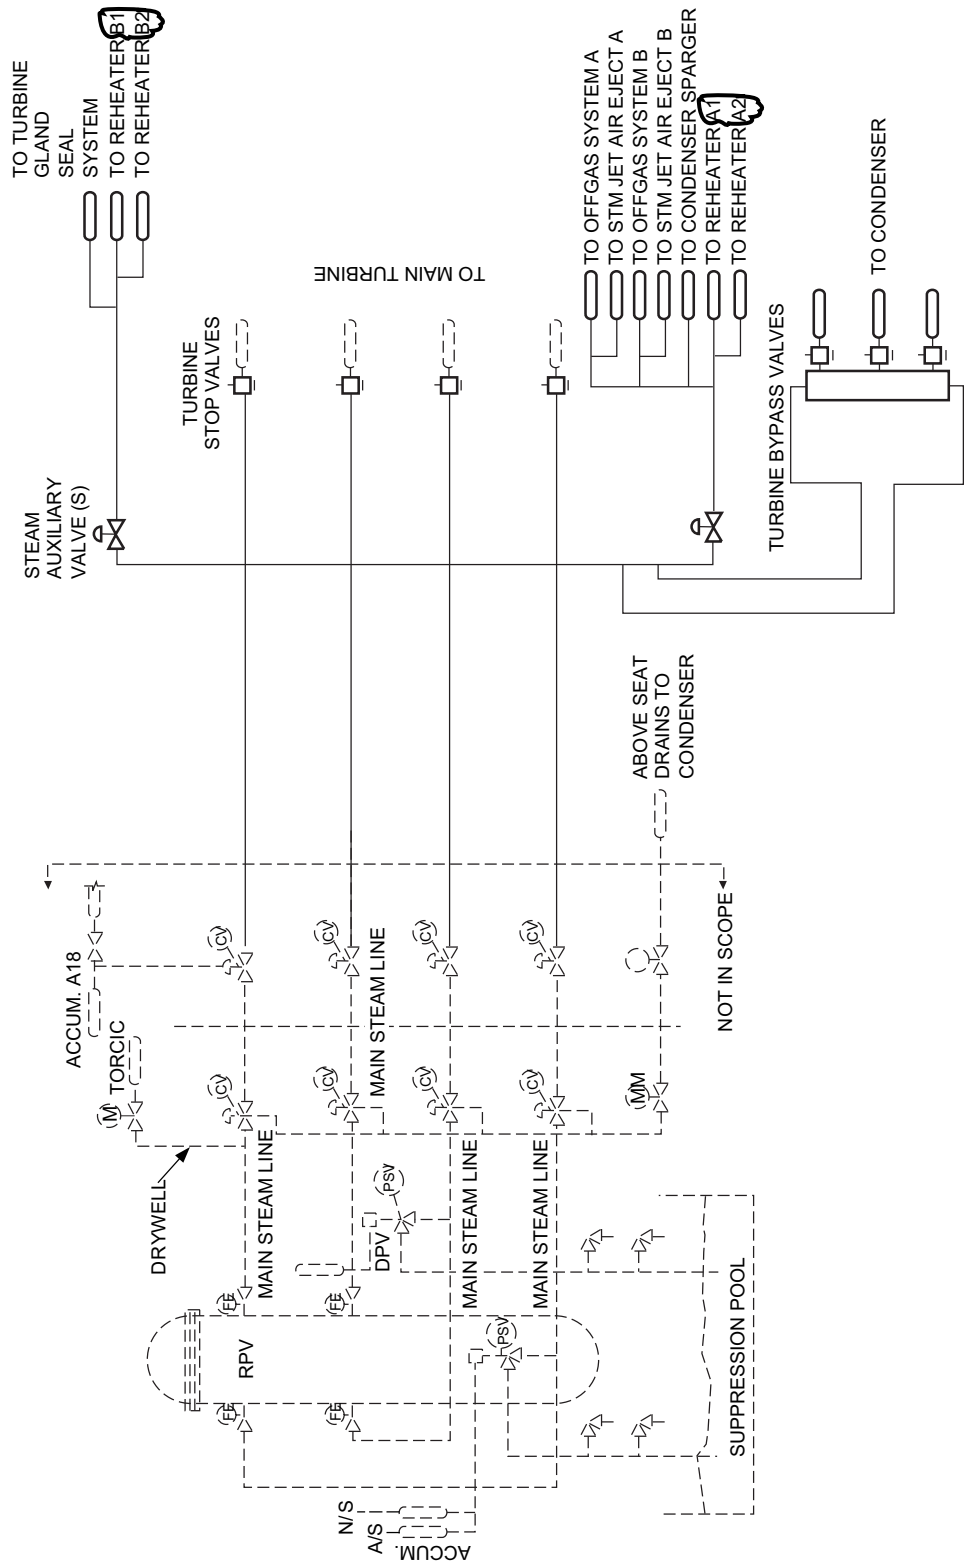 TO TURBINE
GLAND
SEAL
SYSTEM
TO REHEATER B1
TO REHEATER B2
STEAM
AUXILIARY
VALVE (S)
TURBINE
STOP VALVES
TO MAIN TURBINE
TO OFFGAS SYSTEM A
TO STM JET AIR EJECT A
TO OFFGAS SYSTEM B
TO STM JET AIR EJECT B
TO CONDENSER SPARGER
TO REHEATER A1
TO REHEATER A2
TURBINE BYPASS VALVES
TO CONDENSER
ABOVE SEAT
DRAINS TO
CONDENSER
NOT IN SCOPE
ACCUM. A18
TORCIC
M
CV
CV
CV
CV
MAIN STEAM LINE
CV
CV
CV
CV
MM
DRYWELL
MAIN STEAM LINE
MAIN STEAM LINE
MAIN STEAM LINE
DPV
PSV
FE
FE
RPV
FE
FE
PSV
SUPPRESSION POOL
N/S
A/S
ACCUM.